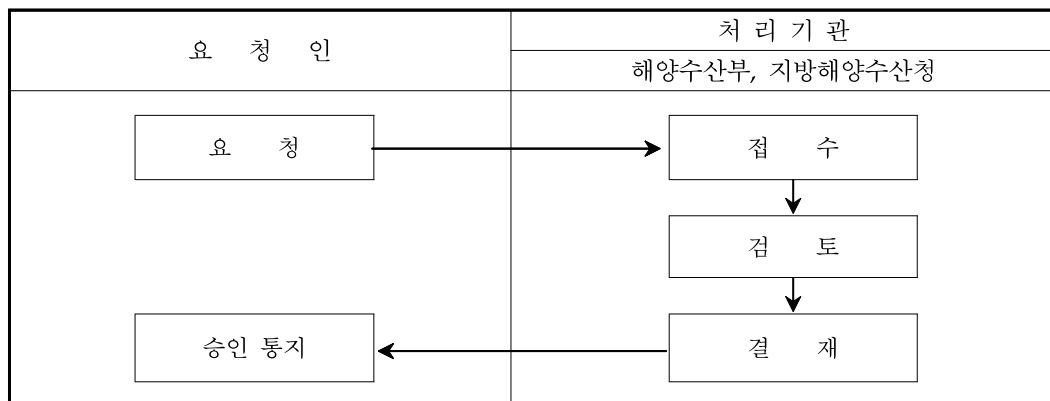 요 청 인
처 리 기 관
해양수산부, 지방해양수산청
요 청
접 수
검 토
승인 통지
결 재